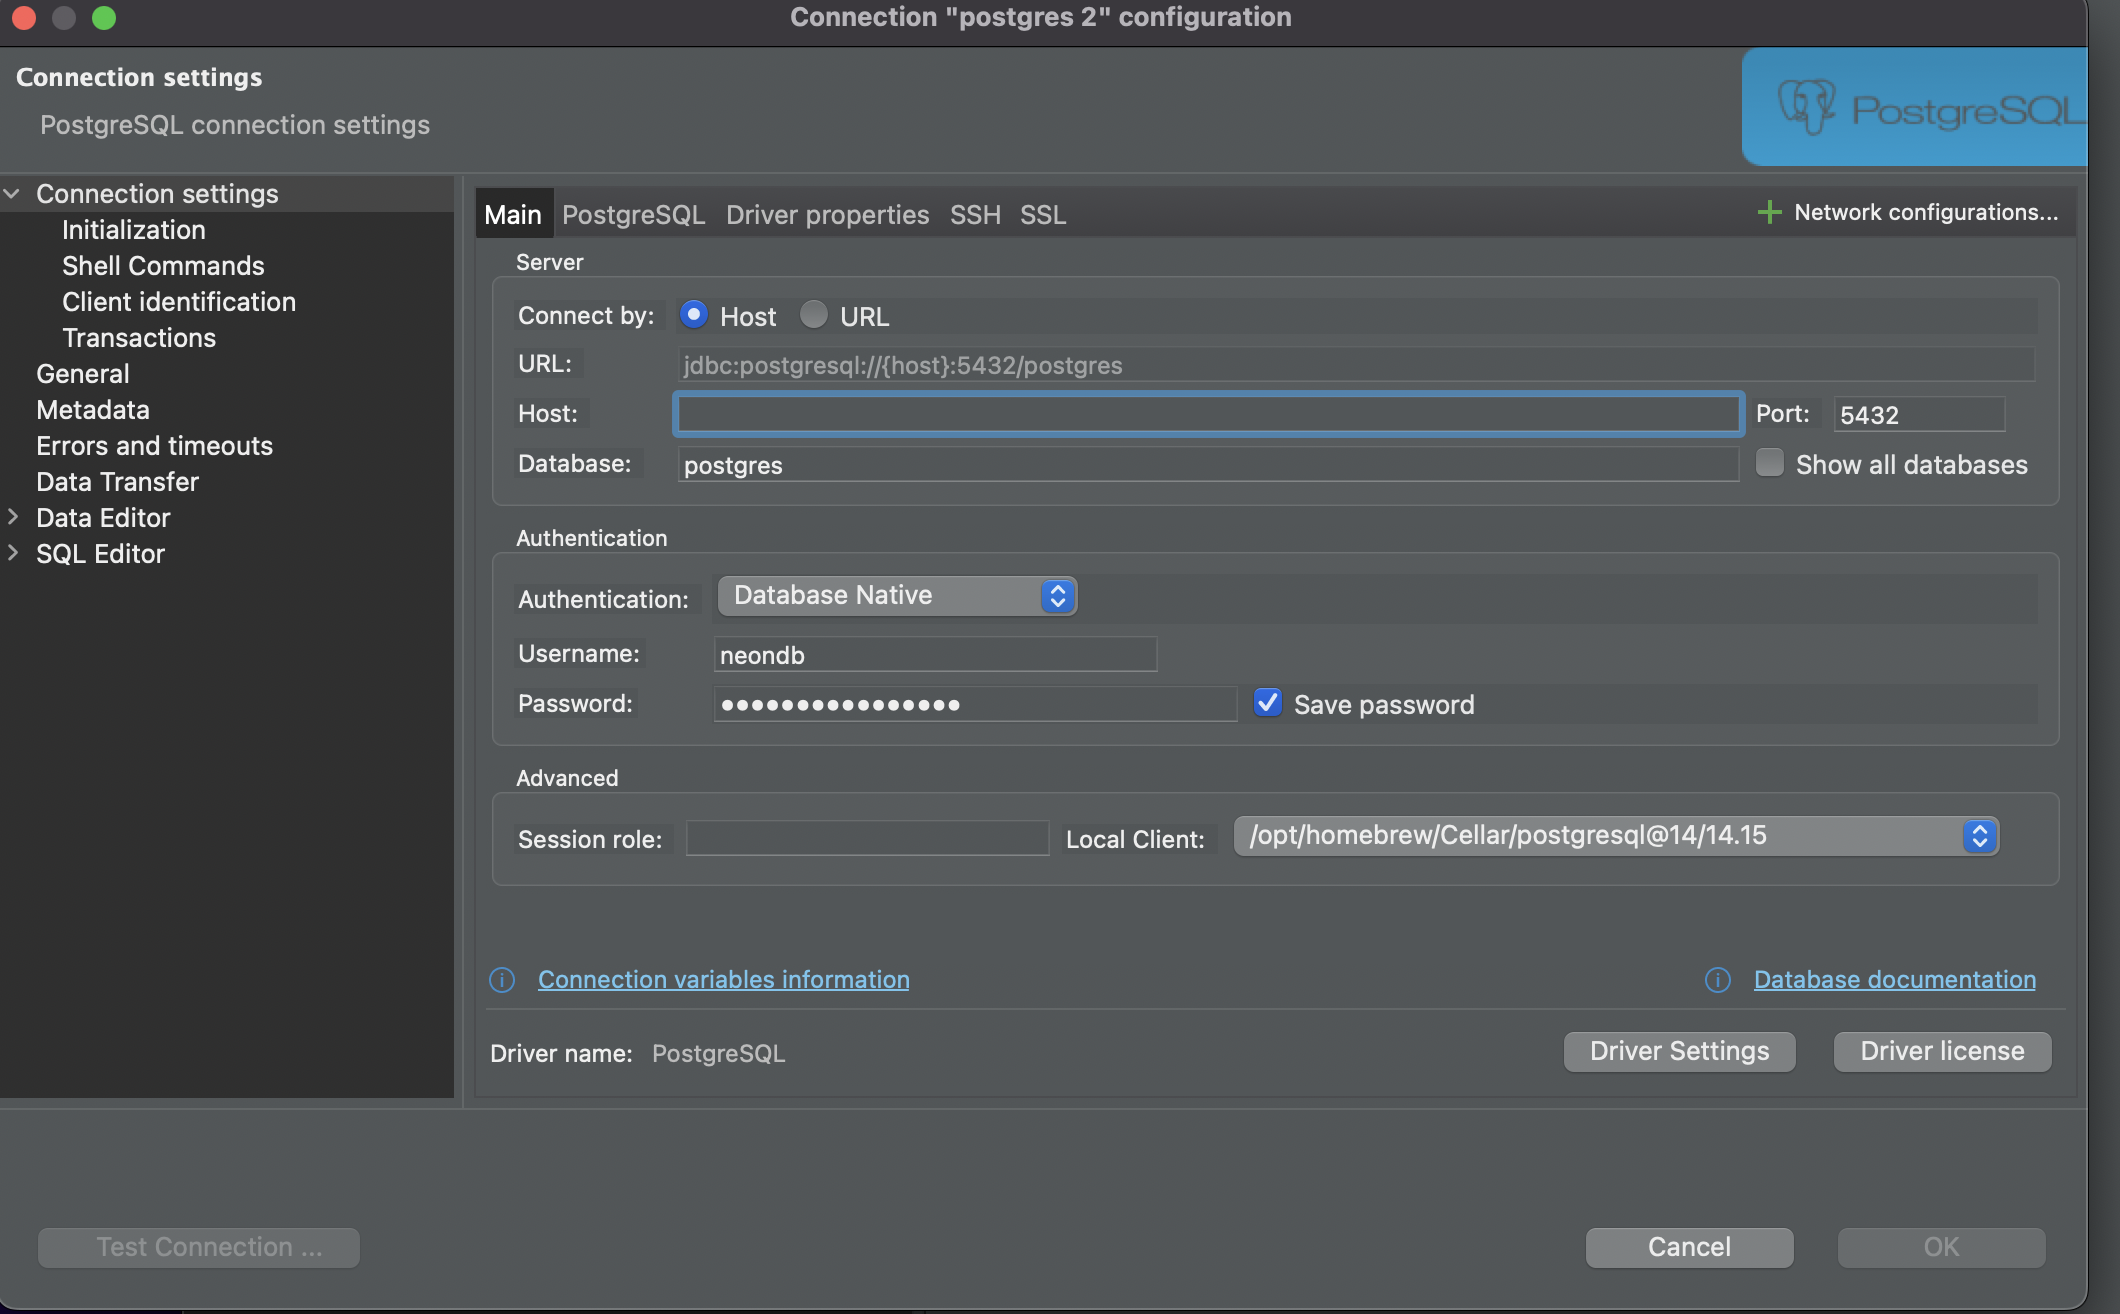 Connection "postgres 2" configuration
Connection settings
PostgreSQL connection settings
PostgreSQL
Connection settings
Initialization
Shell Commands
Client identification
Transactions
General
Metadata
Errors and timeouts
Data Transfer
Data Editor
SQL Editor
Main PostgreSQL Driver properties SSH SSL Network configurations...
Server
Connect by: Host URL
URL: jdbc:postgresql://{host}:5432/postgres
Host: Port: 5432
Database: postgres Show all databases
Authentication
Authentication: Database Native
Username: neondb
Password: •••••••••••••••• Save password
Advanced
Session role: Local Client: /opt/homebrew/Cellar/postgresql@14/14.15
Connection variables information Database documentation
Driver name: PostgreSQL Driver Settings Driver license
Test Connection ... Cancel OK